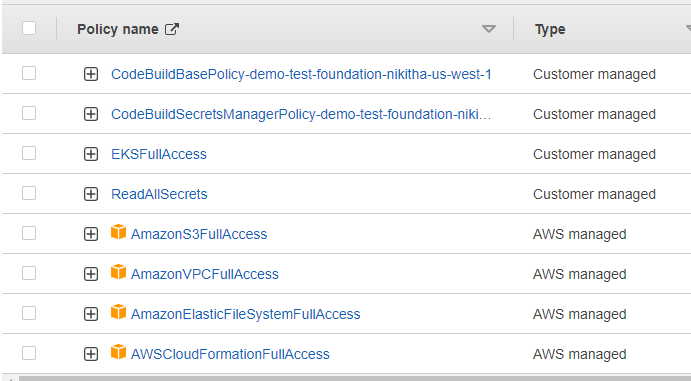 Policy name Type
CodeBuildBasePolicy-demo-test-foundation-nikitha-us-west-1 Customer managed
CodeBuildSecretsManagerPolicy-demo-test-foundation-niki... Customer managed
EKSFullAccess Customer managed
ReadAllSecrets Customer managed
AmazonS3FullAccess AWS managed
AmazonVPCFullAccess AWS managed
AmazonElasticFileSystemFullAccess AWS managed
AWSCloudFormationFullAccess AWS managed